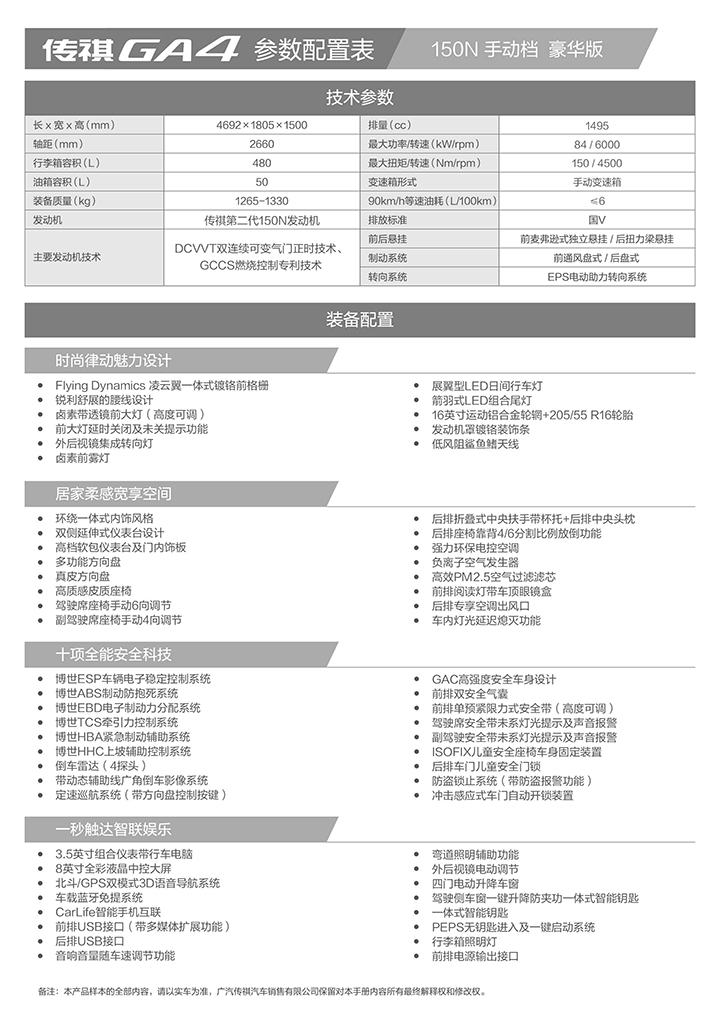 传祺GA4 参数配置表 150N 手动档 豪华版
技术参数
长 x 宽 x 高（mm） 4692×1805×1500 排量（cc） 1495
轴距（mm） 2660 最大功率/转速（kW/rpm） 84 / 6000
行李箱容积（L） 480 最大扭矩/转速（Nm/rpm） 150 / 4500
油箱容积（L） 50 变速箱形式 手动变速箱
装备质量（kg） 1265-1330 90km/h等速油耗（L/100km） ≤6
发动机 传祺第二代150N发动机 排放标准 国V
主要发动机技术 DCVVT双连续可变气门正时技术、
GCCS燃烧控制专利技术
前后悬挂 前麦弗逊式独立悬挂 / 后扭力梁悬挂
制动系统 前通风盘式 / 后盘式
转向系统 EPS电动助力转向系统
装备配置
时尚律动魅力设计
• Flying Dynamics 凌云翼一体式镀铬前格栅
• 锐利舒展的腰线设计
• 卤素带透镜前大灯（高度可调）
• 前大灯延时关闭及未关提示功能
• 外后视镜集成转向灯
• 卤素前雾灯
• 展翼型LED日间行车灯
• 箭羽式LED组合尾灯
• 16英寸运动铝合金轮辋+205/55 R16轮胎
• 发动机罩镀铬装饰条
• 低风阻鲨鱼鳍天线
居家柔感宽享空间
• 环绕一体式内饰风格
• 双侧延伸式仪表台设计
• 高档软包仪表台及门内饰板
• 多功能方向盘
• 真皮方向盘
• 高质感皮质座椅
• 驾驶席座椅手动6向调节
• 副驾驶席座椅手动4向调节
• 后排折叠式中央扶手带杯托+后排中央头枕
• 后排座椅靠背4/6分割比例放倒功能
• 强力环保电控空调
• 负离子空气发生器
• 高效PM2.5空气过滤滤芯
• 前排阅读灯带车顶眼镜盒
• 后排专享空调出风口
• 车内灯光延迟熄灭功能
十项全能安全科技
• 博世ESP车辆电子稳定控制系统
• 博世ABS制动防抱死系统
• 博世EBD电子制动力分配系统
• 博世TCS牵引力控制系统
• 博世HBA紧急制动辅助系统
• 博世HHC上坡辅助控制系统
• 倒车雷达（4探头）
• 带动态辅助线广角倒车影像系统
• 定速巡航系统（带方向盘控制按键）
• GAC高强度安全车身设计
• 前排双安全气囊
• 前排单预紧限力式安全带（高度可调）
• 驾驶席安全带未系灯光提示及声音报警
• 副驾驶安全带未系灯光提示及声音报警
• ISOFIX儿童安全座椅车身固定装置
• 后排车门儿童安全门锁
• 防盗锁止系统（带防盗报警功能）
• 冲击感应式车门自动开锁装置
一秒触达智联娱乐
• 3.5英寸组合仪表带行车电脑
• 8英寸全彩液晶中控大屏
• 北斗/GPS双模式3D语音导航系统
• 车载蓝牙免提系统
• CarLife智能手机互联
• 前排USB接口（带多媒体扩展功能）
• 后排USB接口
• 音响音量随车速调节功能
• 弯道照明辅助功能
• 外后视镜电动调节
• 四门电动升降车窗
• 驾驶侧车窗一键升降防夹功一体式智能钥匙
• 一体式智能钥匙
• PEPS无钥匙进入及一键启动系统
• 行李箱照明灯
• 前排电源输出接口
备注：本产品样本的全部内容，请以实车为准，广汽传祺汽车销售有限公司保留对本手册内容所有最终解释权和修改权。